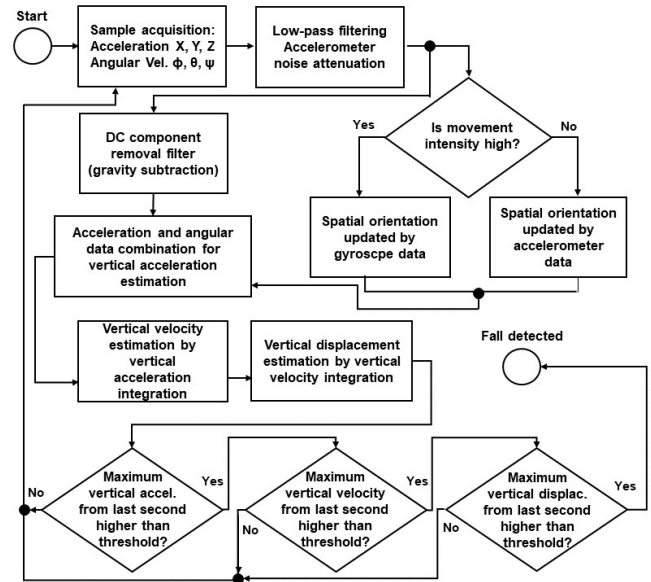 Start
Sample acquisition:
Acceleration X, Y, Z
Angular Vel. ϕ, θ, ψ
Low-pass filtering
Accelerometer
noise attenuation
DC component
removal filter
(gravity subtraction)
Yes
Is movement
intensity high?
No
Acceleration and angular
data combination for
vertical acceleration
estimation
Spatial orientation
updated by
gyroscpe data
Spatial orientation
updated by
accelerometer
data
Vertical velocity
estimation by
vertical
acceleration
integration
Vertical displacement
estimation by vertical
velocity integration
Fall detected
No
Maximum
vertical accel.
from last second
higher than
threshold?
Yes
No
Maximum
vertical velocity
from last second
higher than
threshold?
Yes
No
Maximum
vertical displac.
from last second
higher than
threshold?
Yes